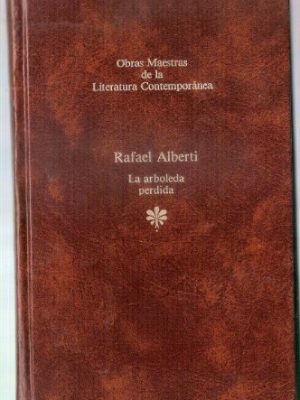 Obras Maestras
de la
Literatura Contemporánea
Rafael Alberti
La arboleda
perdida